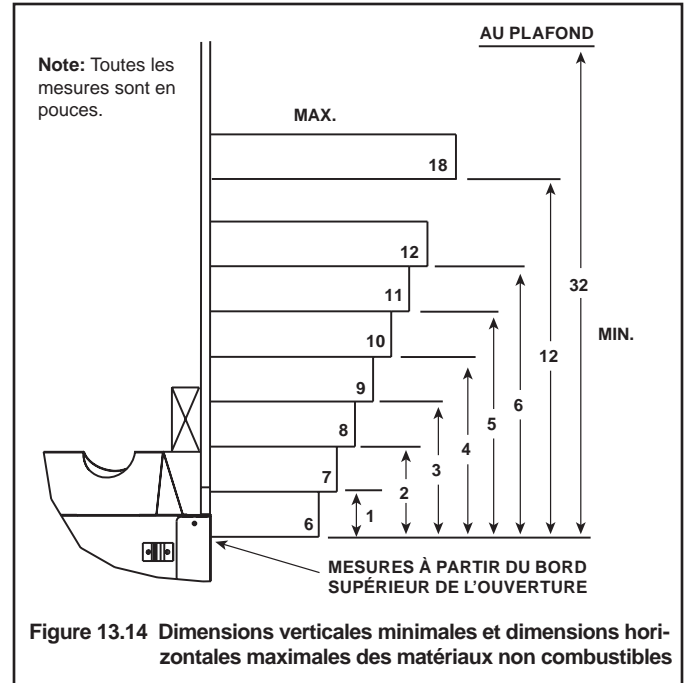 AU PLAFOND
Note: Toutes les
mesures sont en
pouces.
MAX.
18
12
11
10
9
8
7
6
1
2
3
4
5
6
12
32
MIN.
MESURES À PARTIR DU BORD
SUPÉRIEUR DE L'OUVERTURE
Figure 13.14 Dimensions verticales minimales et dimensions hori-
zontales maximales des matériaux non combustibles